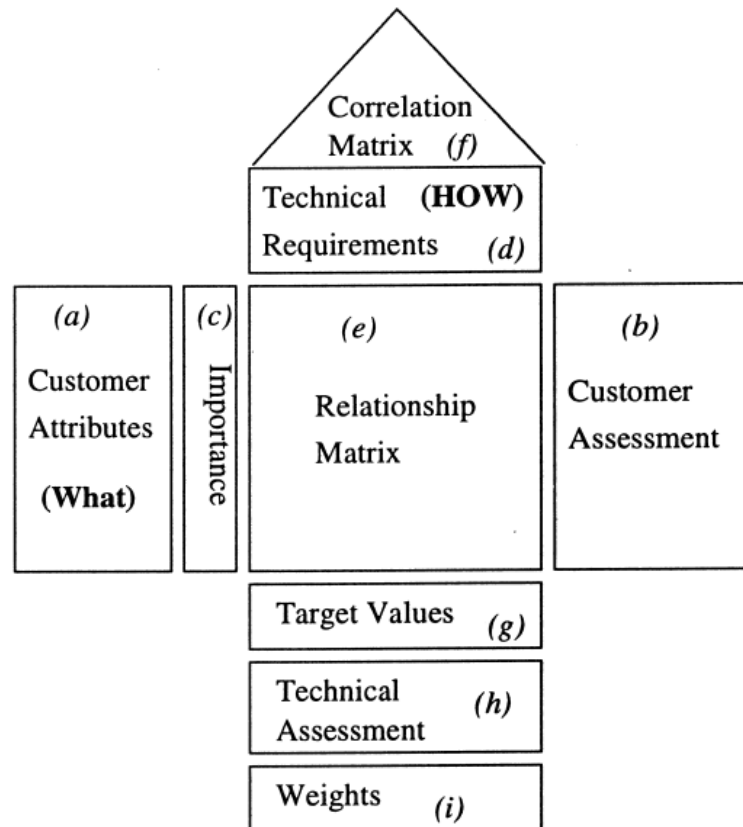 Correlation
Matrix (f)
Technical (HOW)
Requirements (d)
(a)
Customer
Attributes
(What)
(c)
Importance
(e)
Relationship
Matrix
(b)
Customer
Assessment
Target Values (g)
Technical
Assessment (h)
Weights (i)